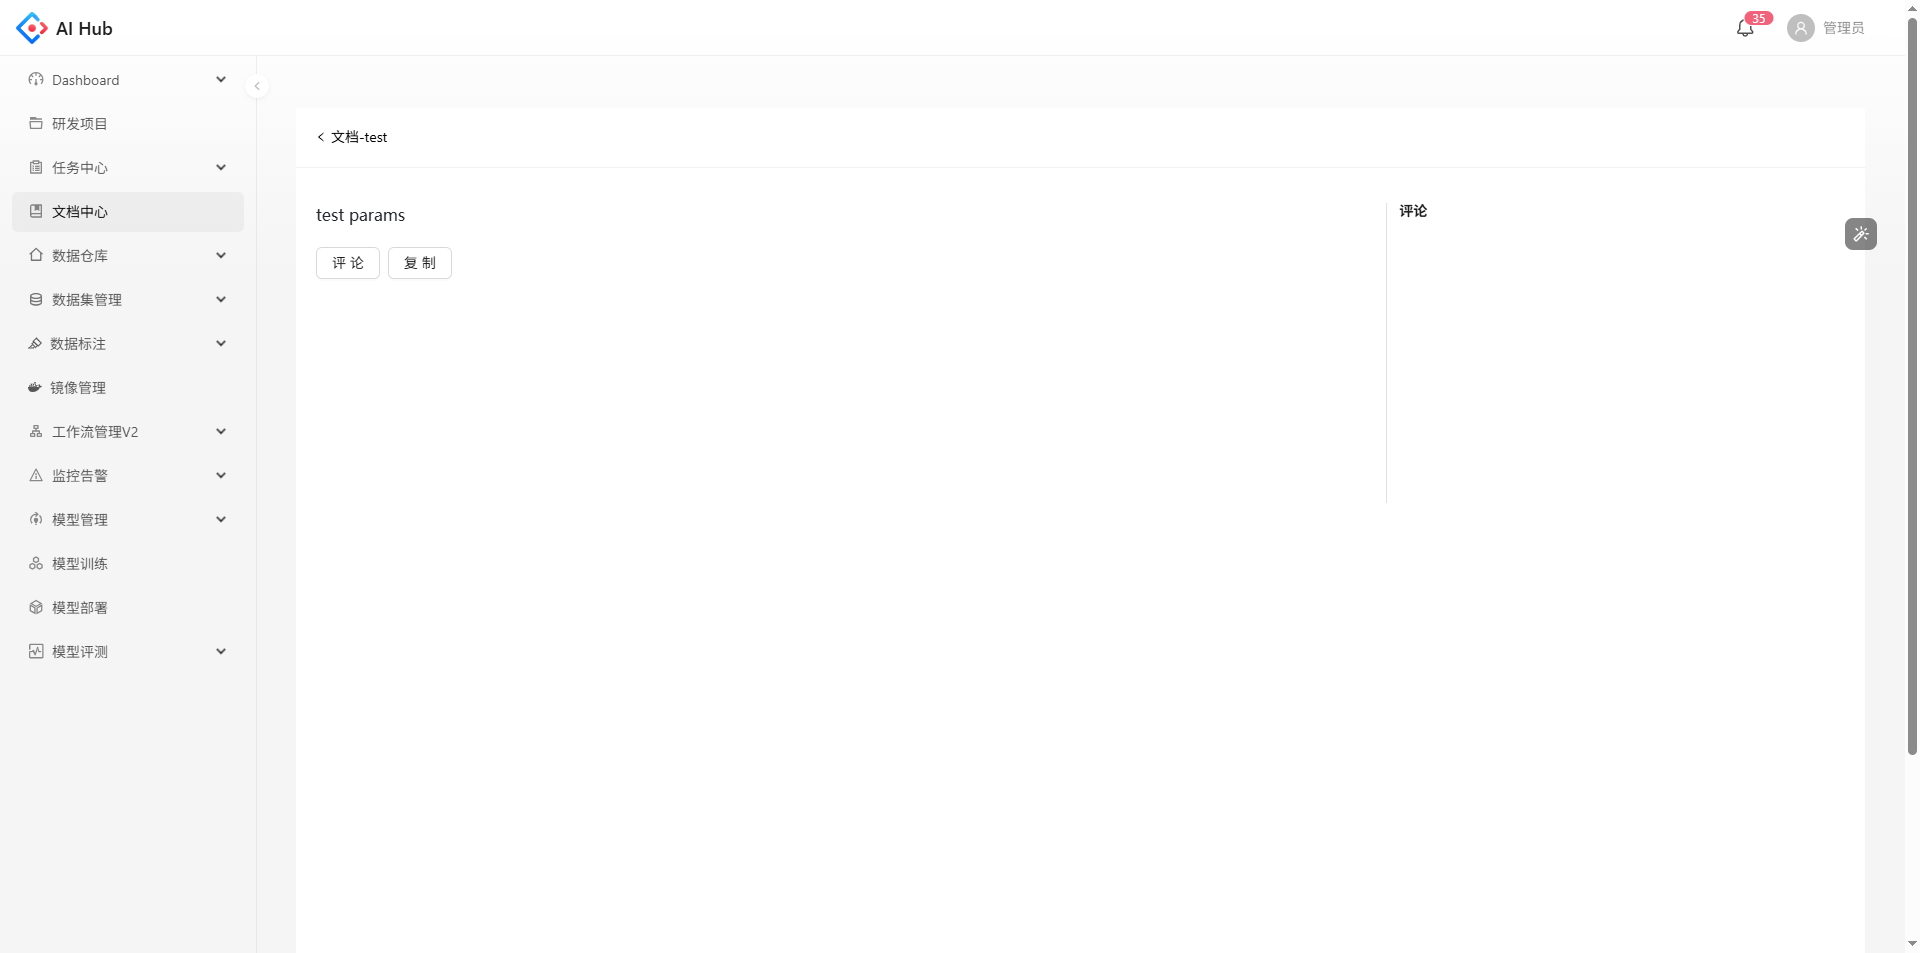 AI Hub
35
管理员
Dashboard
研发项目
任务中心
文档中心
数据仓库
数据集管理
数据标注
镜像管理
工作流管理V2
监控告警
模型管理
模型训练
模型部署
模型评测
< 文档-test
test params
评 论
复 制
评论